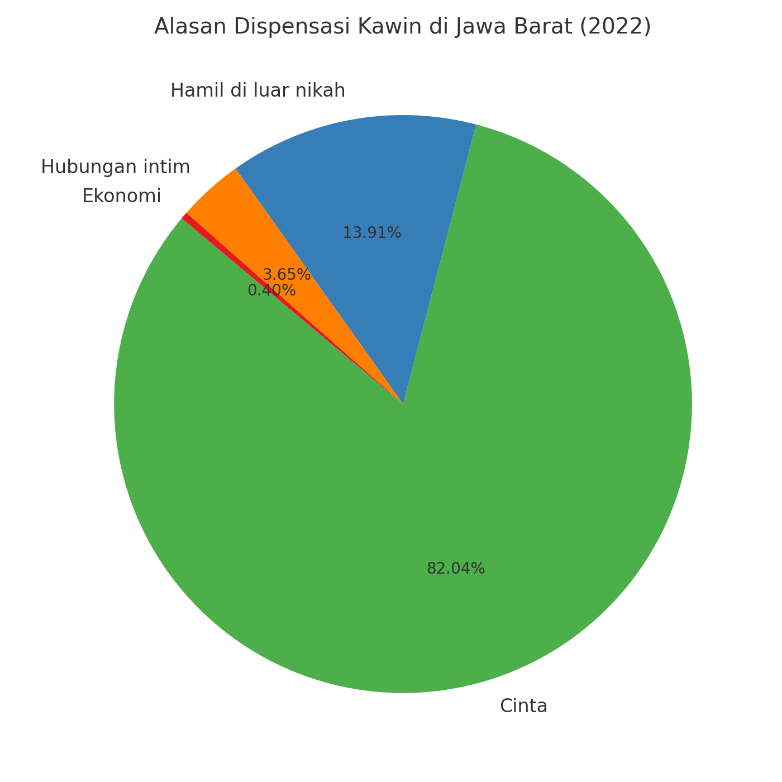 Alasan Dispensasi Kawin di Jawa Barat (2022)
Hamil di luar nikah
Hubungan intim
Ekonomi
13.91%
3.65%
0.40%
82.04%
Cinta